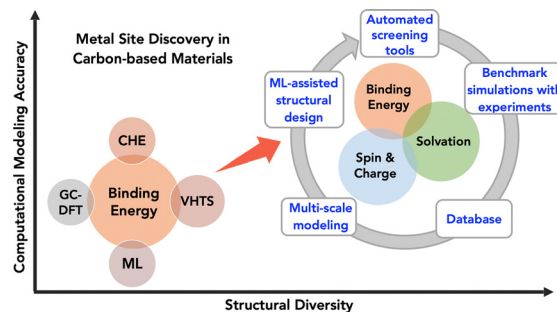 Computational Modeling Accuracy
Metal Site Discovery in
Carbon-based Materials
CHE
GC-
DFT
Binding
Energy
VHTS
ML
Automated
screening tools
ML-assisted
structural
design
Benchmark
simulations with
experiments
Binding
Energy
Solvation
Spin &
Charge
Multi-scale
modeling
Database
Structural Diversity